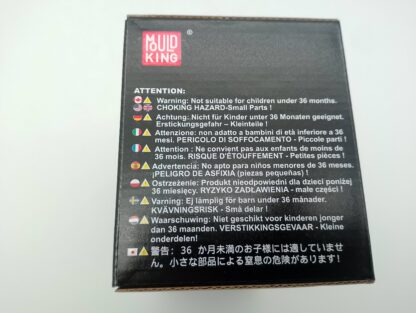 MOULD
KING
ATTENTION:
Warning: Not suitable for children under 36 months.
CHOKING HAZARD-Small Parts !
Achtung: Nicht für Kinder unter 36 Monaten geeignet.
Erstickungsgefahr – Kleinteile !
Attenzione: non adatto a bambini di età inferiore a 36
mesi. PERICOLO DI SOFFOCAMENTO - Piccole parti !
Attention : Ne convient pas aux enfants de moins de
36 mois. RISQUE D'ÉTOUFFEMENT - Petites pièces !
Advertencia: No apto para niños menores de 36 meses.
¡PELIGRO DE ASFIXIA (piezas pequeñas) !
Ostrzeżenie: Produkt nieodpowiedni dla dzieci poniżej
36 miesięcy. RYZYKO ZADŁAWIENIA - małe części !
Varning: Ej lämplig för barn under 36 månader.
KVÄVNINGSRISK - Små delar !
Waarschuwing: Niet geschikt voor kinderen jonger
dan 36 maanden. VERSTIKKINGSGEVAAR - Kleine
onderdelen!
警告: 36 か月未満のお子様には適していませ
ん。小さな部品による窒息の危険があります!